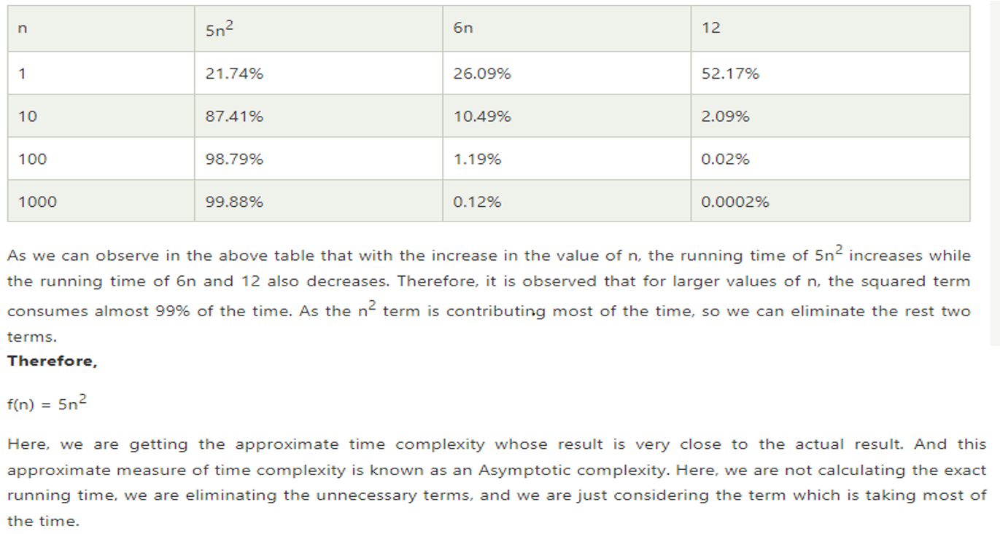 n 5n² 6n 12
1 21.74% 26.09% 52.17%
10 87.41% 10.49% 2.09%
100 98.79% 1.19% 0.02%
1000 99.88% 0.12% 0.0002%
As we can observe in the above table that with the increase in the value of n, the running time of 5n² increases while
the running time of 6n and 12 also decreases. Therefore, it is observed that for larger values of n, the squared term
consumes almost 99% of the time. As the n² term is contributing most of the time, so we can eliminate the rest two
terms.
Therefore,
f(n) = 5n²
Here, we are getting the approximate time complexity whose result is very close to the actual result. And this
approximate measure of time complexity is known as an Asymptotic complexity. Here, we are not calculating the exact
running time, we are eliminating the unnecessary terms, and we are just considering the term which is taking most of
the time.